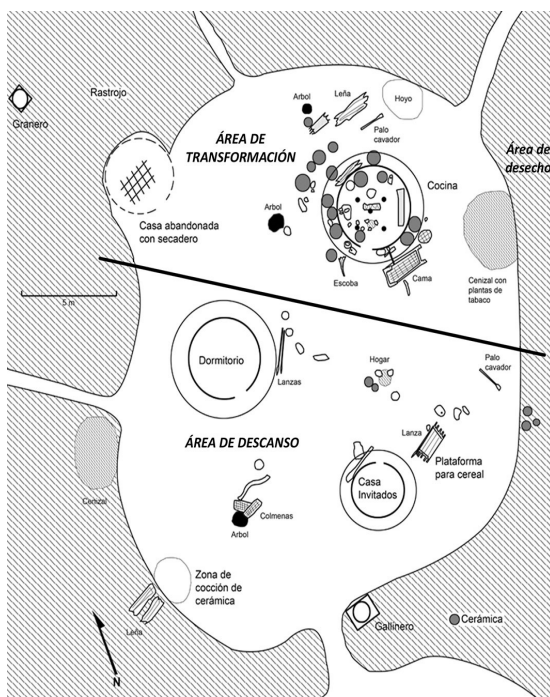 Rastrojo
Granero
Arbol
Leña
Hoyo
Palo
cavador
ÁREA DE
TRANSFORMACIÓN
Área de
desecho
Cocina
Arbol
Casa abandonada
con secadero
Escoba
Cama
Cenizal con
plantas de
tabaco
5 m
Dormitorio
Lanzas
Hogar
Palo
cavador
Lanza
ÁREA DE DESCANSO
Plataforma
para cereal
Casa
Invitados
Cenizal
Colmenas
Arbol
Zona de
cocción de
cerámica
Leña
Gallinero
Cerámica
N